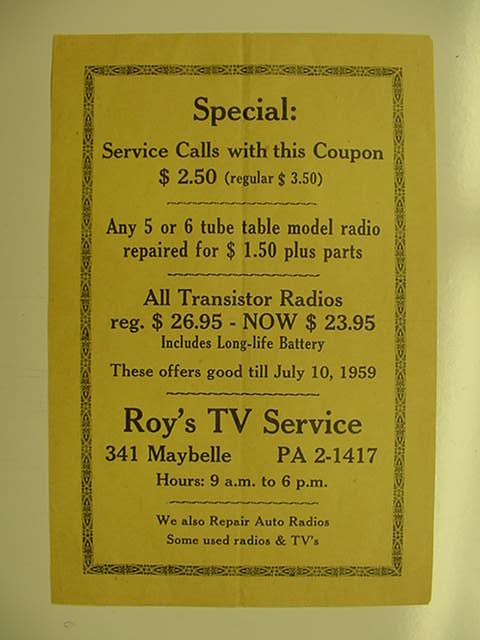 Special:
Service Calls with this Coupon
$ 2.50 (regular $ 3.50)
Any 5 or 6 tube table model radio
repaired for $ 1.50 plus parts
All Transistor Radios
reg. $ 26.95 - NOW $ 23.95
Includes Long-life Battery
These offers good till July 10, 1959
Roy's TV Service
341 Maybelle PA 2-1417
Hours: 9 a.m. to 6 p.m.
We also Repair Auto Radios
Some used radios & TV's